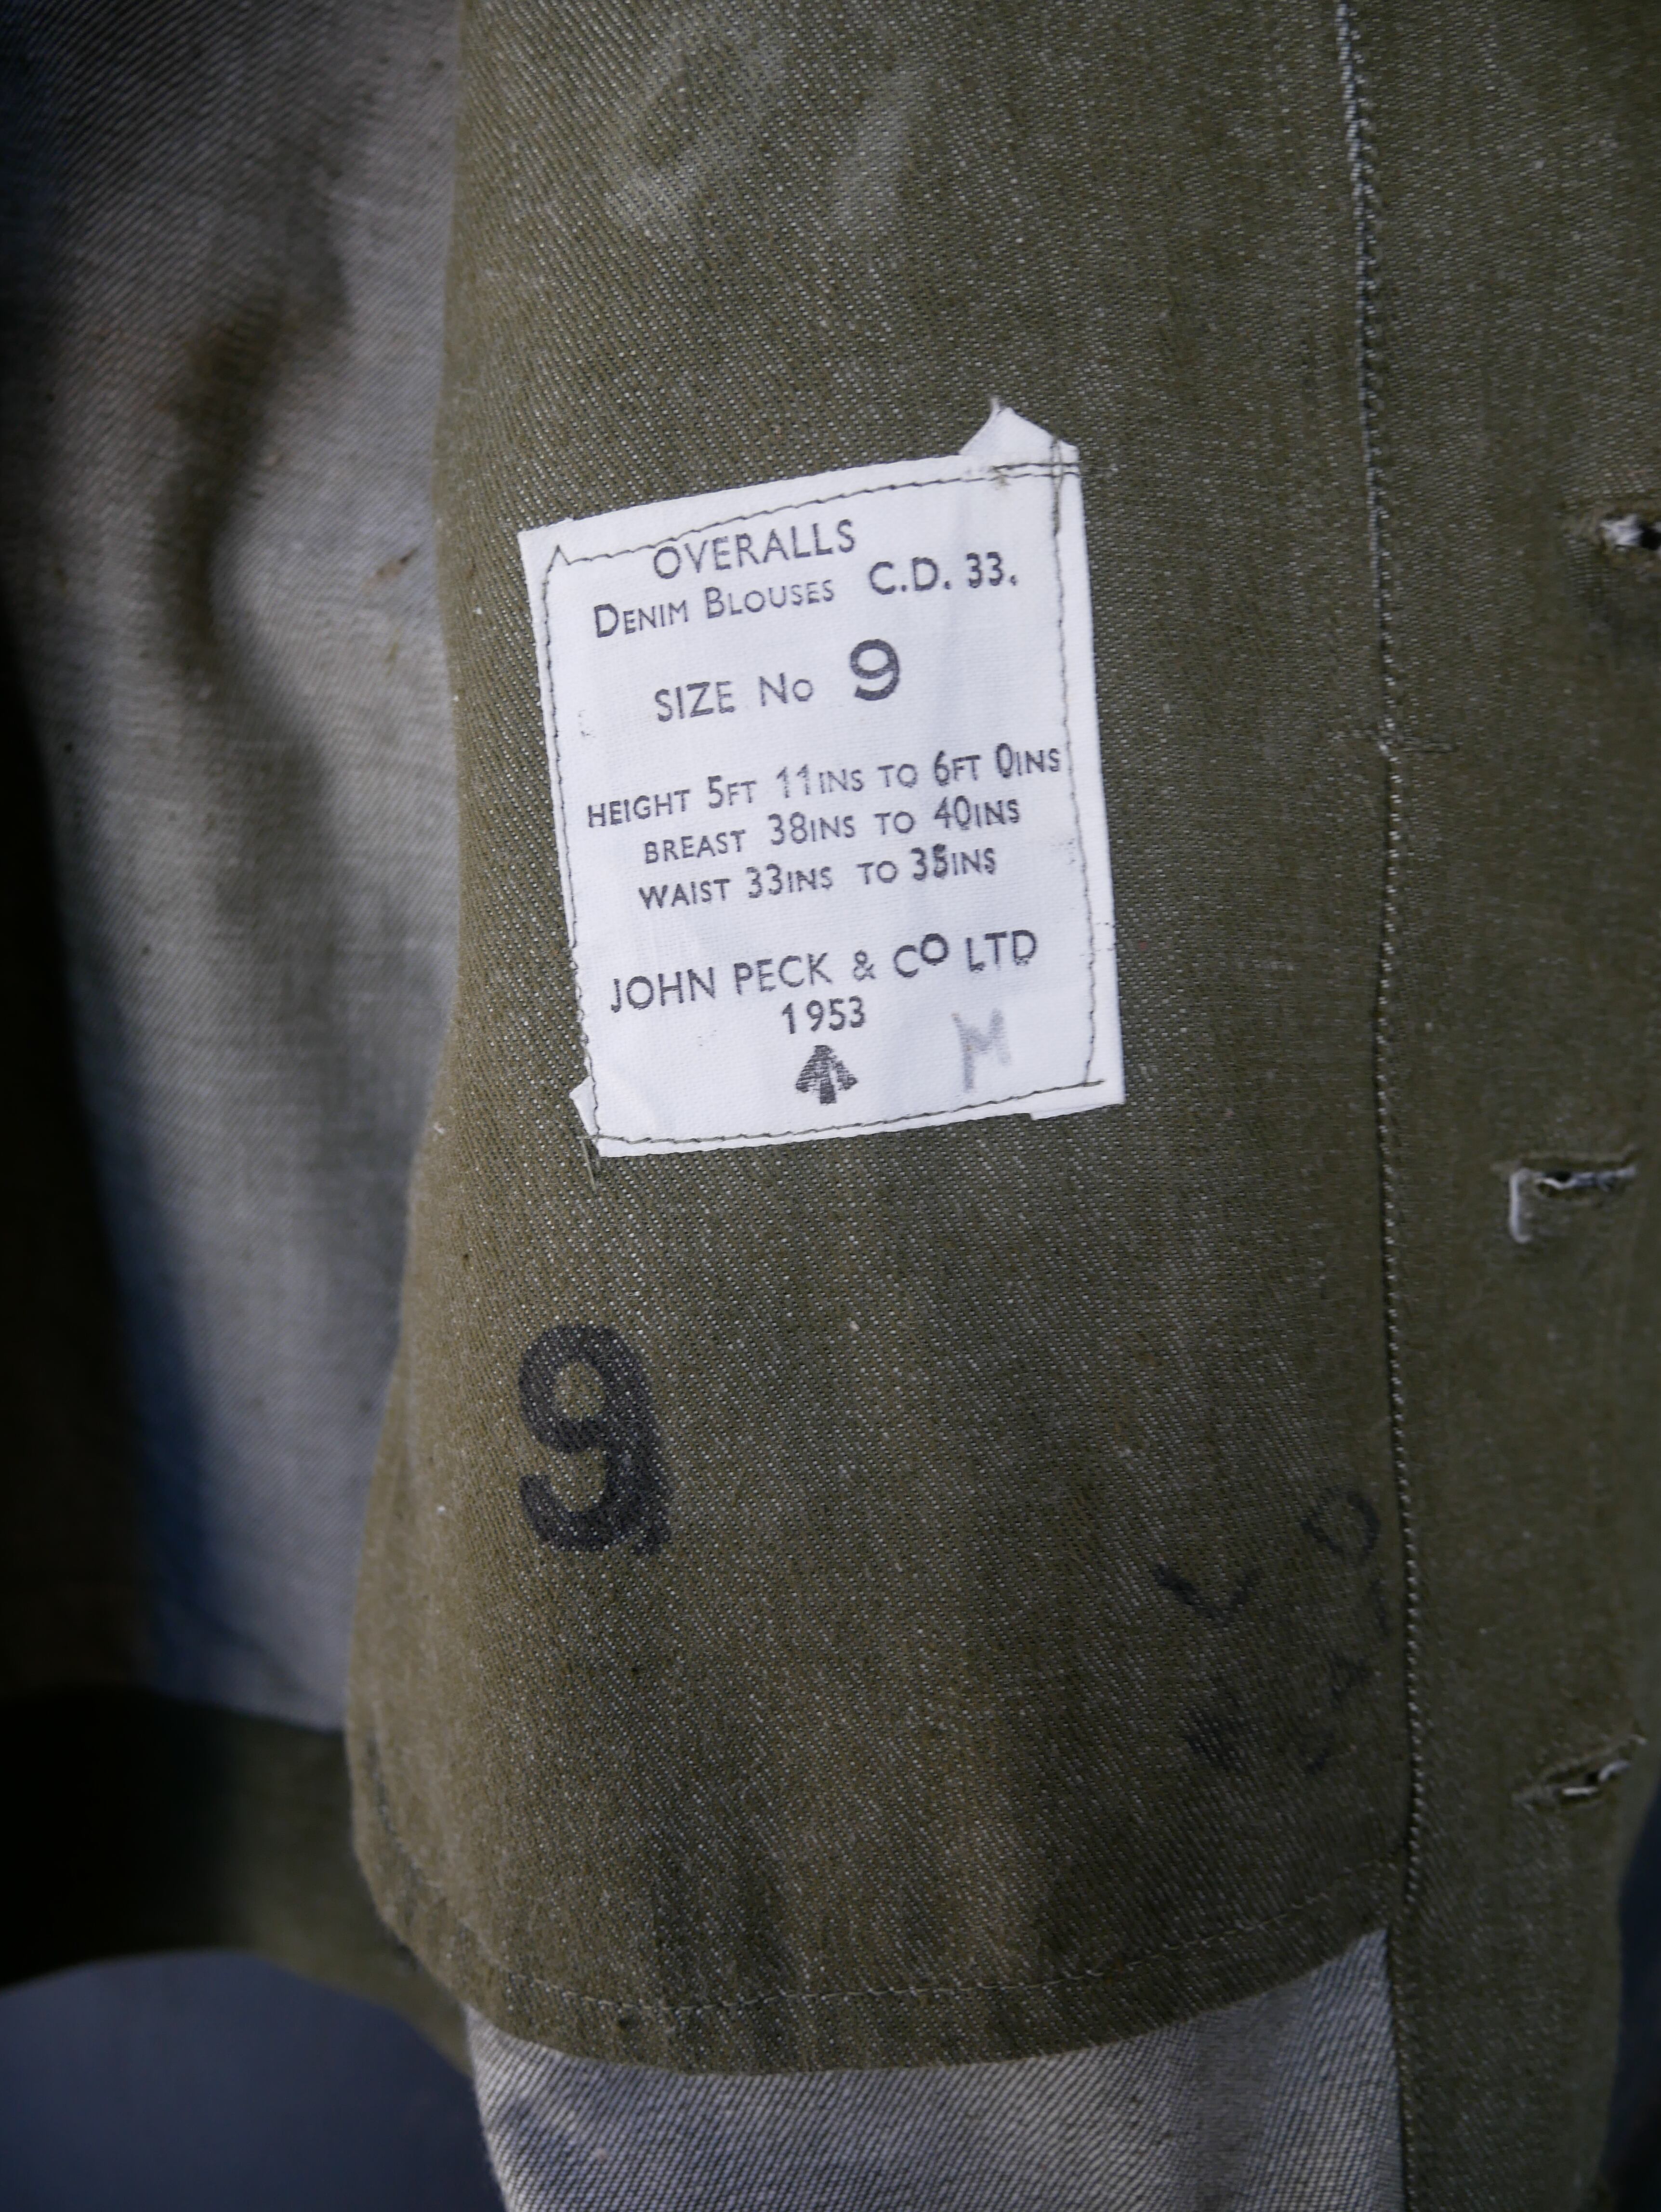 OVERALLS
DENIM BLOUSES C.D. 33.
SIZE No 9
HEIGHT 5FT 11INS TO 6FT 0INS
BREAST 38INS TO 40INS
WAIST 33INS TO 35INS
JOHN PECK & CO LTD
1953
M
9